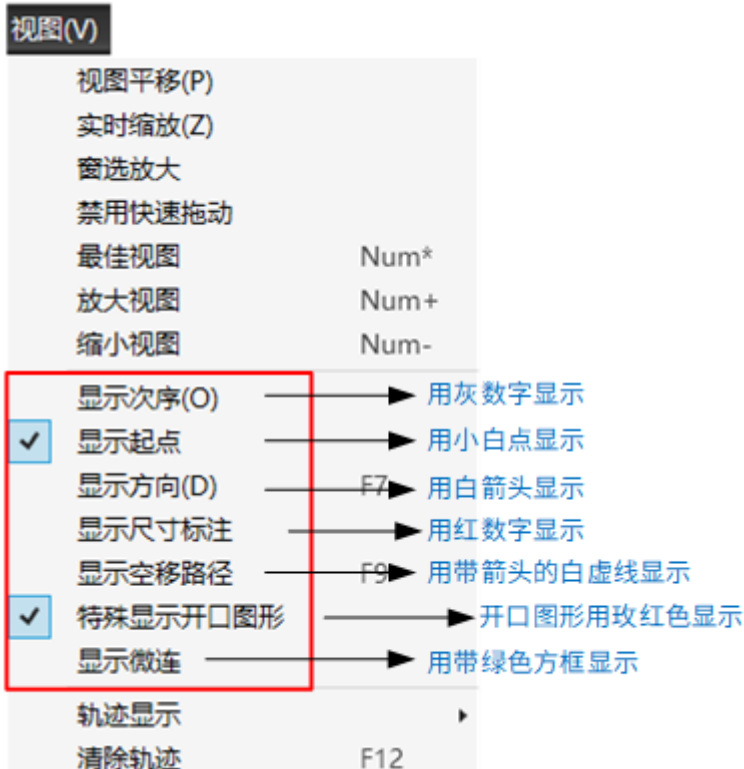 视图(V)
视图平移(P)
实时缩放(Z)
窗选放大
禁用快速拖动
最佳视图 Num*
放大视图 Num+
缩小视图 Num-
显示次序(O) 用灰数字显示
显示起点 用小白点显示
显示方向(D) F7 用白箭头显示
显示尺寸标注 用红数字显示
显示空移路径 F9 用带箭头的白虚线显示
特殊显示开口图形 开口图形用玫红色显示
显示微连 用带绿色方框显示
轨迹显示
清除轨迹 F12